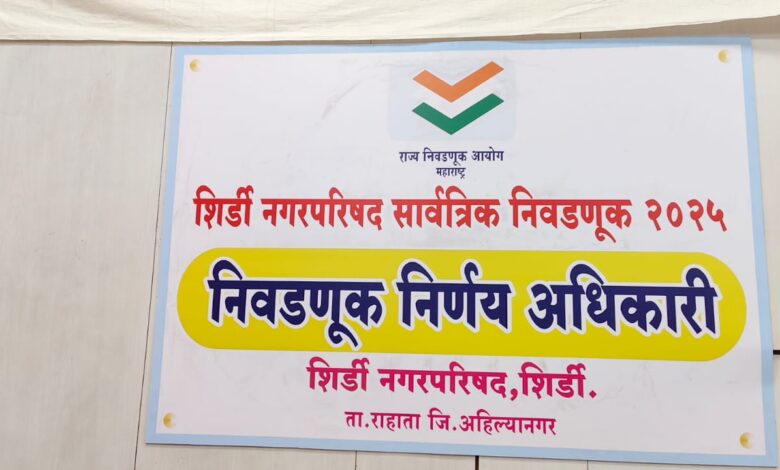 राज्य निवडणूक आयोग
महाराष्ट्र
शिर्डी नगरपरिषद सार्वत्रिक निवडणूक २०२५
निवडणूक निर्णय अधिकारी
शिर्डी नगरपरिषद,शिर्डी.
ता.राहाता जि.अहिल्यानगर